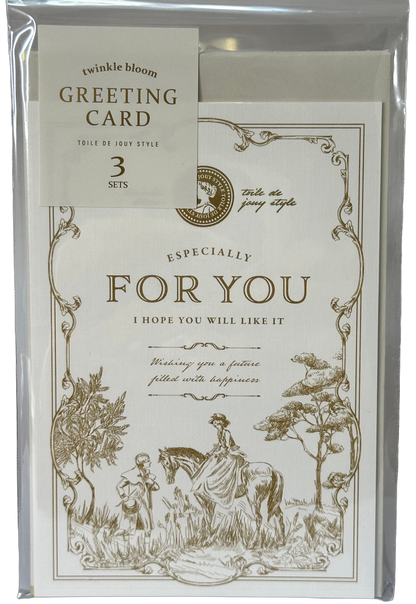 twinkle bloom
GREETING
CARD
TOILE DE JOUY STYLE
3
SETS
toile de
jouy style
ESPECIALLY
FOR YOU
I HOPE YOU WILL LIKE IT
Wishing you a future
filled with happiness